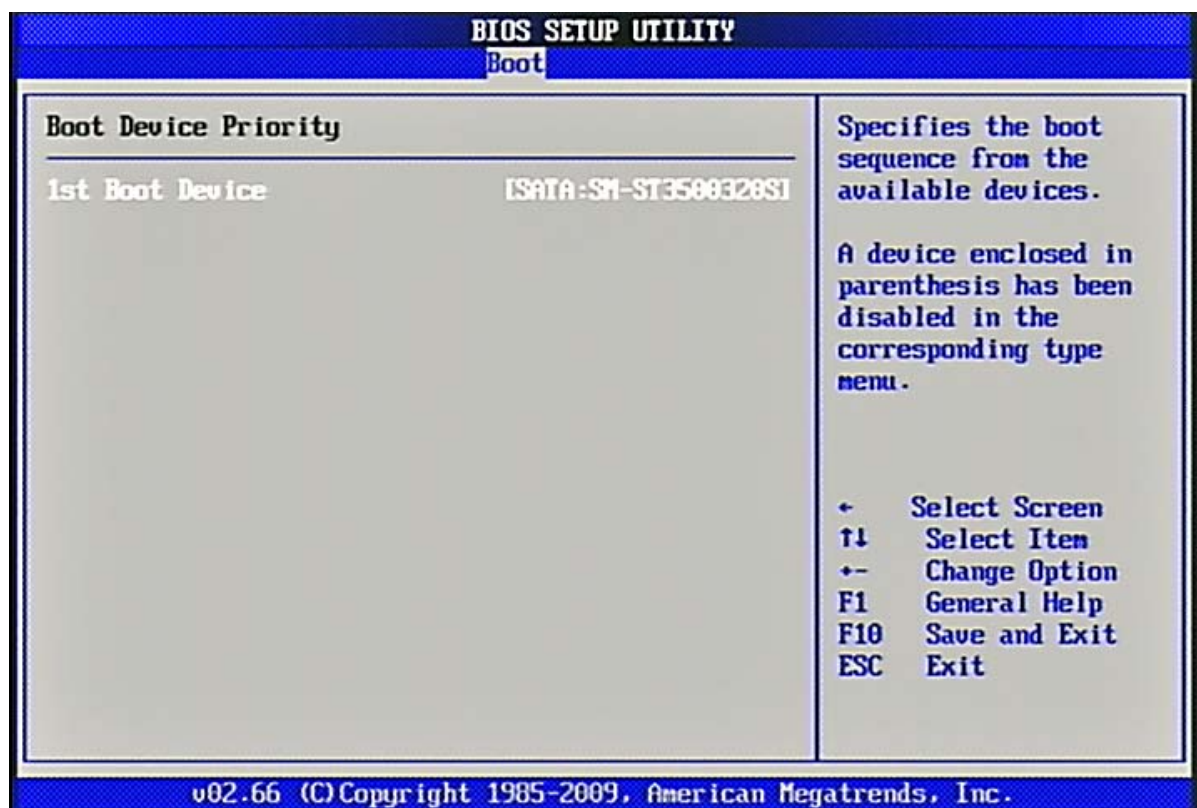 BIOS SETUP UTILITY
Boot
Boot Device Priority
1st Boot Device [SATA:SM-ST3500320S]
Specifies the boot
sequence from the
available devices.
A device enclosed in
parenthesis has been
disabled in the
corresponding type
menu.
← Select Screen
↑↓ Select Item
+- Change Option
F1 General Help
F10 Save and Exit
ESC Exit
v02.66 (C)Copyright 1985-2009, American Megatrends, Inc.